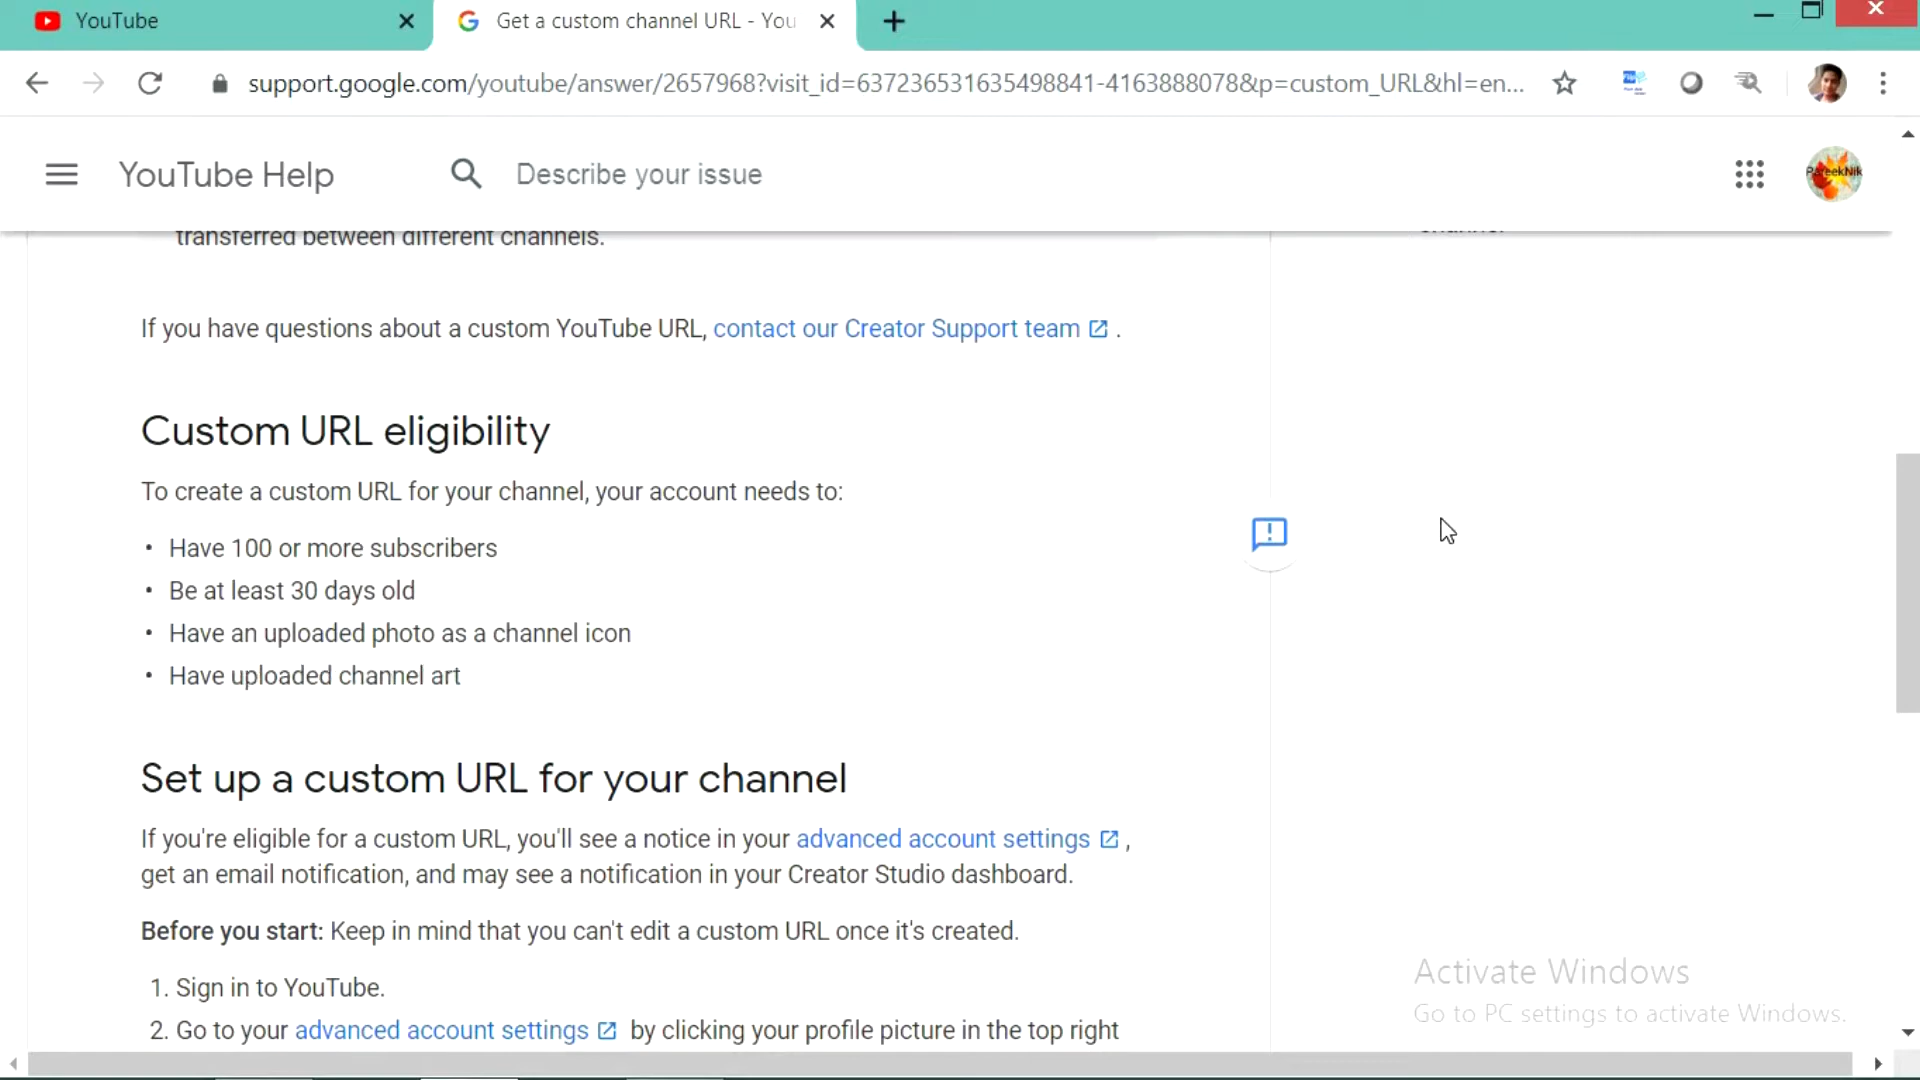 YouTube
Get a custom channel URL - You
support.google.com/youtube/answer/2657968?visit_id=637236531635498841-4163888078&p=custom_URL&hl=en...
YouTube Help
Describe your issue
PareekNik
transferred between different channels.
channel
If you have questions about a custom YouTube URL, contact our Creator Support team .
Custom URL eligibility
To create a custom URL for your channel, your account needs to:
• Have 100 or more subscribers
• Be at least 30 days old
• Have an uploaded photo as a channel icon
• Have uploaded channel art
Set up a custom URL for your channel
If you're eligible for a custom URL, you'll see a notice in your advanced account settings ,
get an email notification, and may see a notification in your Creator Studio dashboard.
Before you start: Keep in mind that you can't edit a custom URL once it's created.
1. Sign in to YouTube.
2. Go to your advanced account settings by clicking your profile picture in the top right
Activate Windows
Go to PC settings to activate Windows.